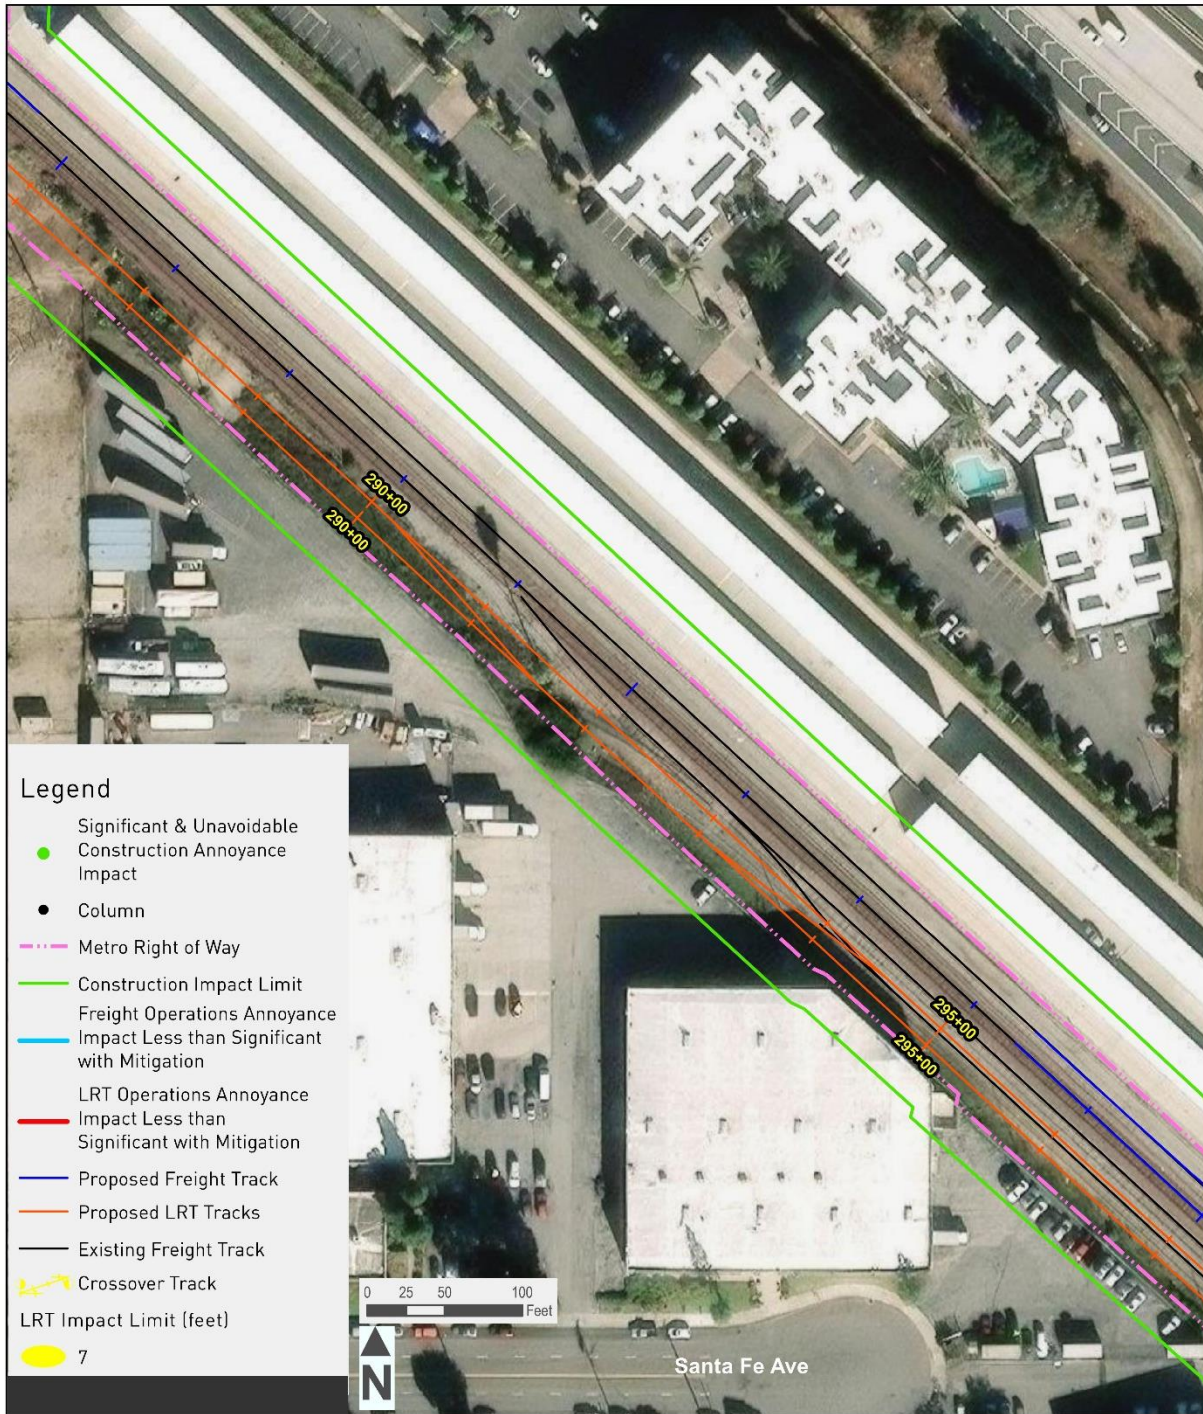 290+00
290+00
295+00
295+00
Legend
Significant & Unavoidable
Construction Annoyance
Impact
Column
Metro Right of Way
Construction Impact Limit
Freight Operations Annoyance
Impact Less than Significant
with Mitigation
LRT Operations Annoyance
Impact Less than
Significant with Mitigation
Proposed Freight Track
Proposed LRT Tracks
Existing Freight Track
Crossover Track
LRT Impact Limit (feet)
7
0 25 50 100
Feet
N
Santa Fe Ave